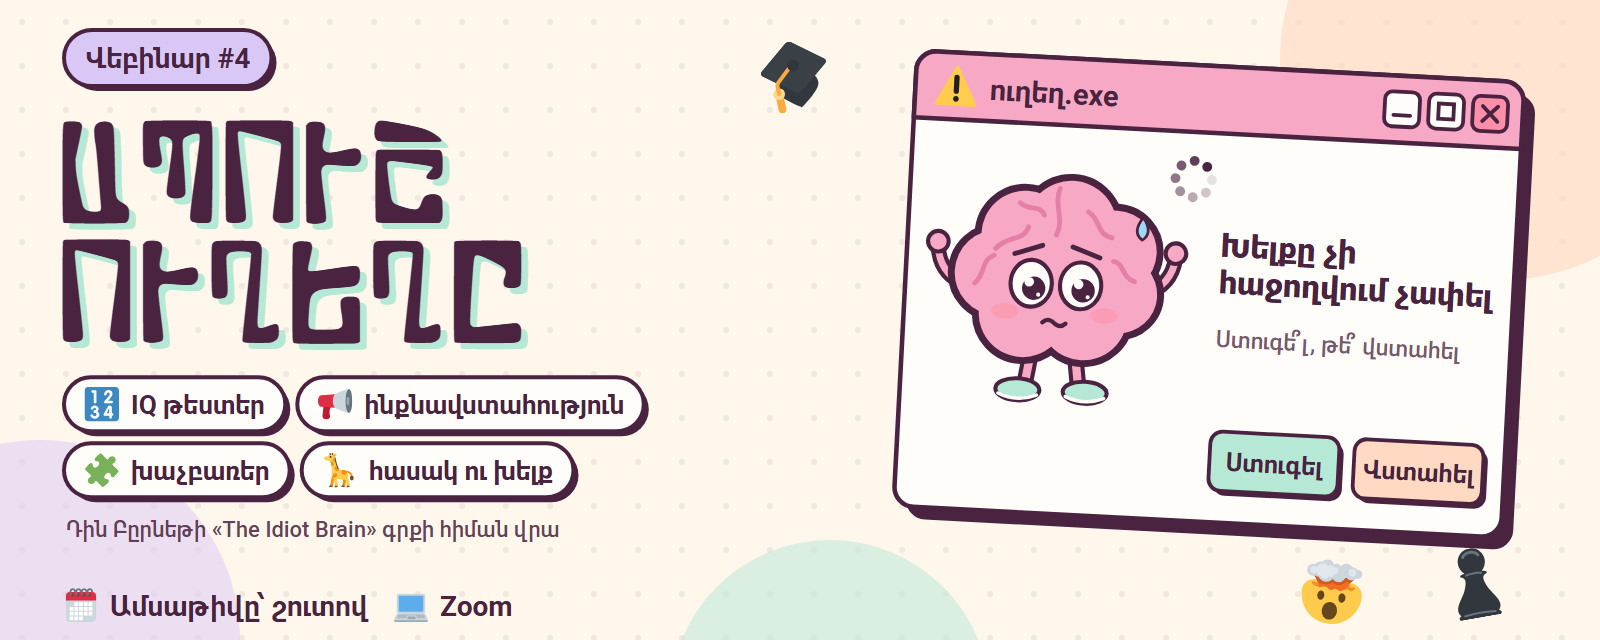 Վեբինար #4
ԱՊՈՒՇ
ՈՒՂԵՂԸ
1234 IQ թեստեր
ինքնավստահություն
խաչբառեր
հասակ ու խելք
Դին Բըրնեթի «The Idiot Brain» գրքի հիման վրա
Ամսաթիվը՝ շուտով
Zoom
ուղեղ.exe
Խելքը չի
հաջողվում չափել
Ստուգե՞լ, թե՞ վստահել
Ստուգել
Վստահել